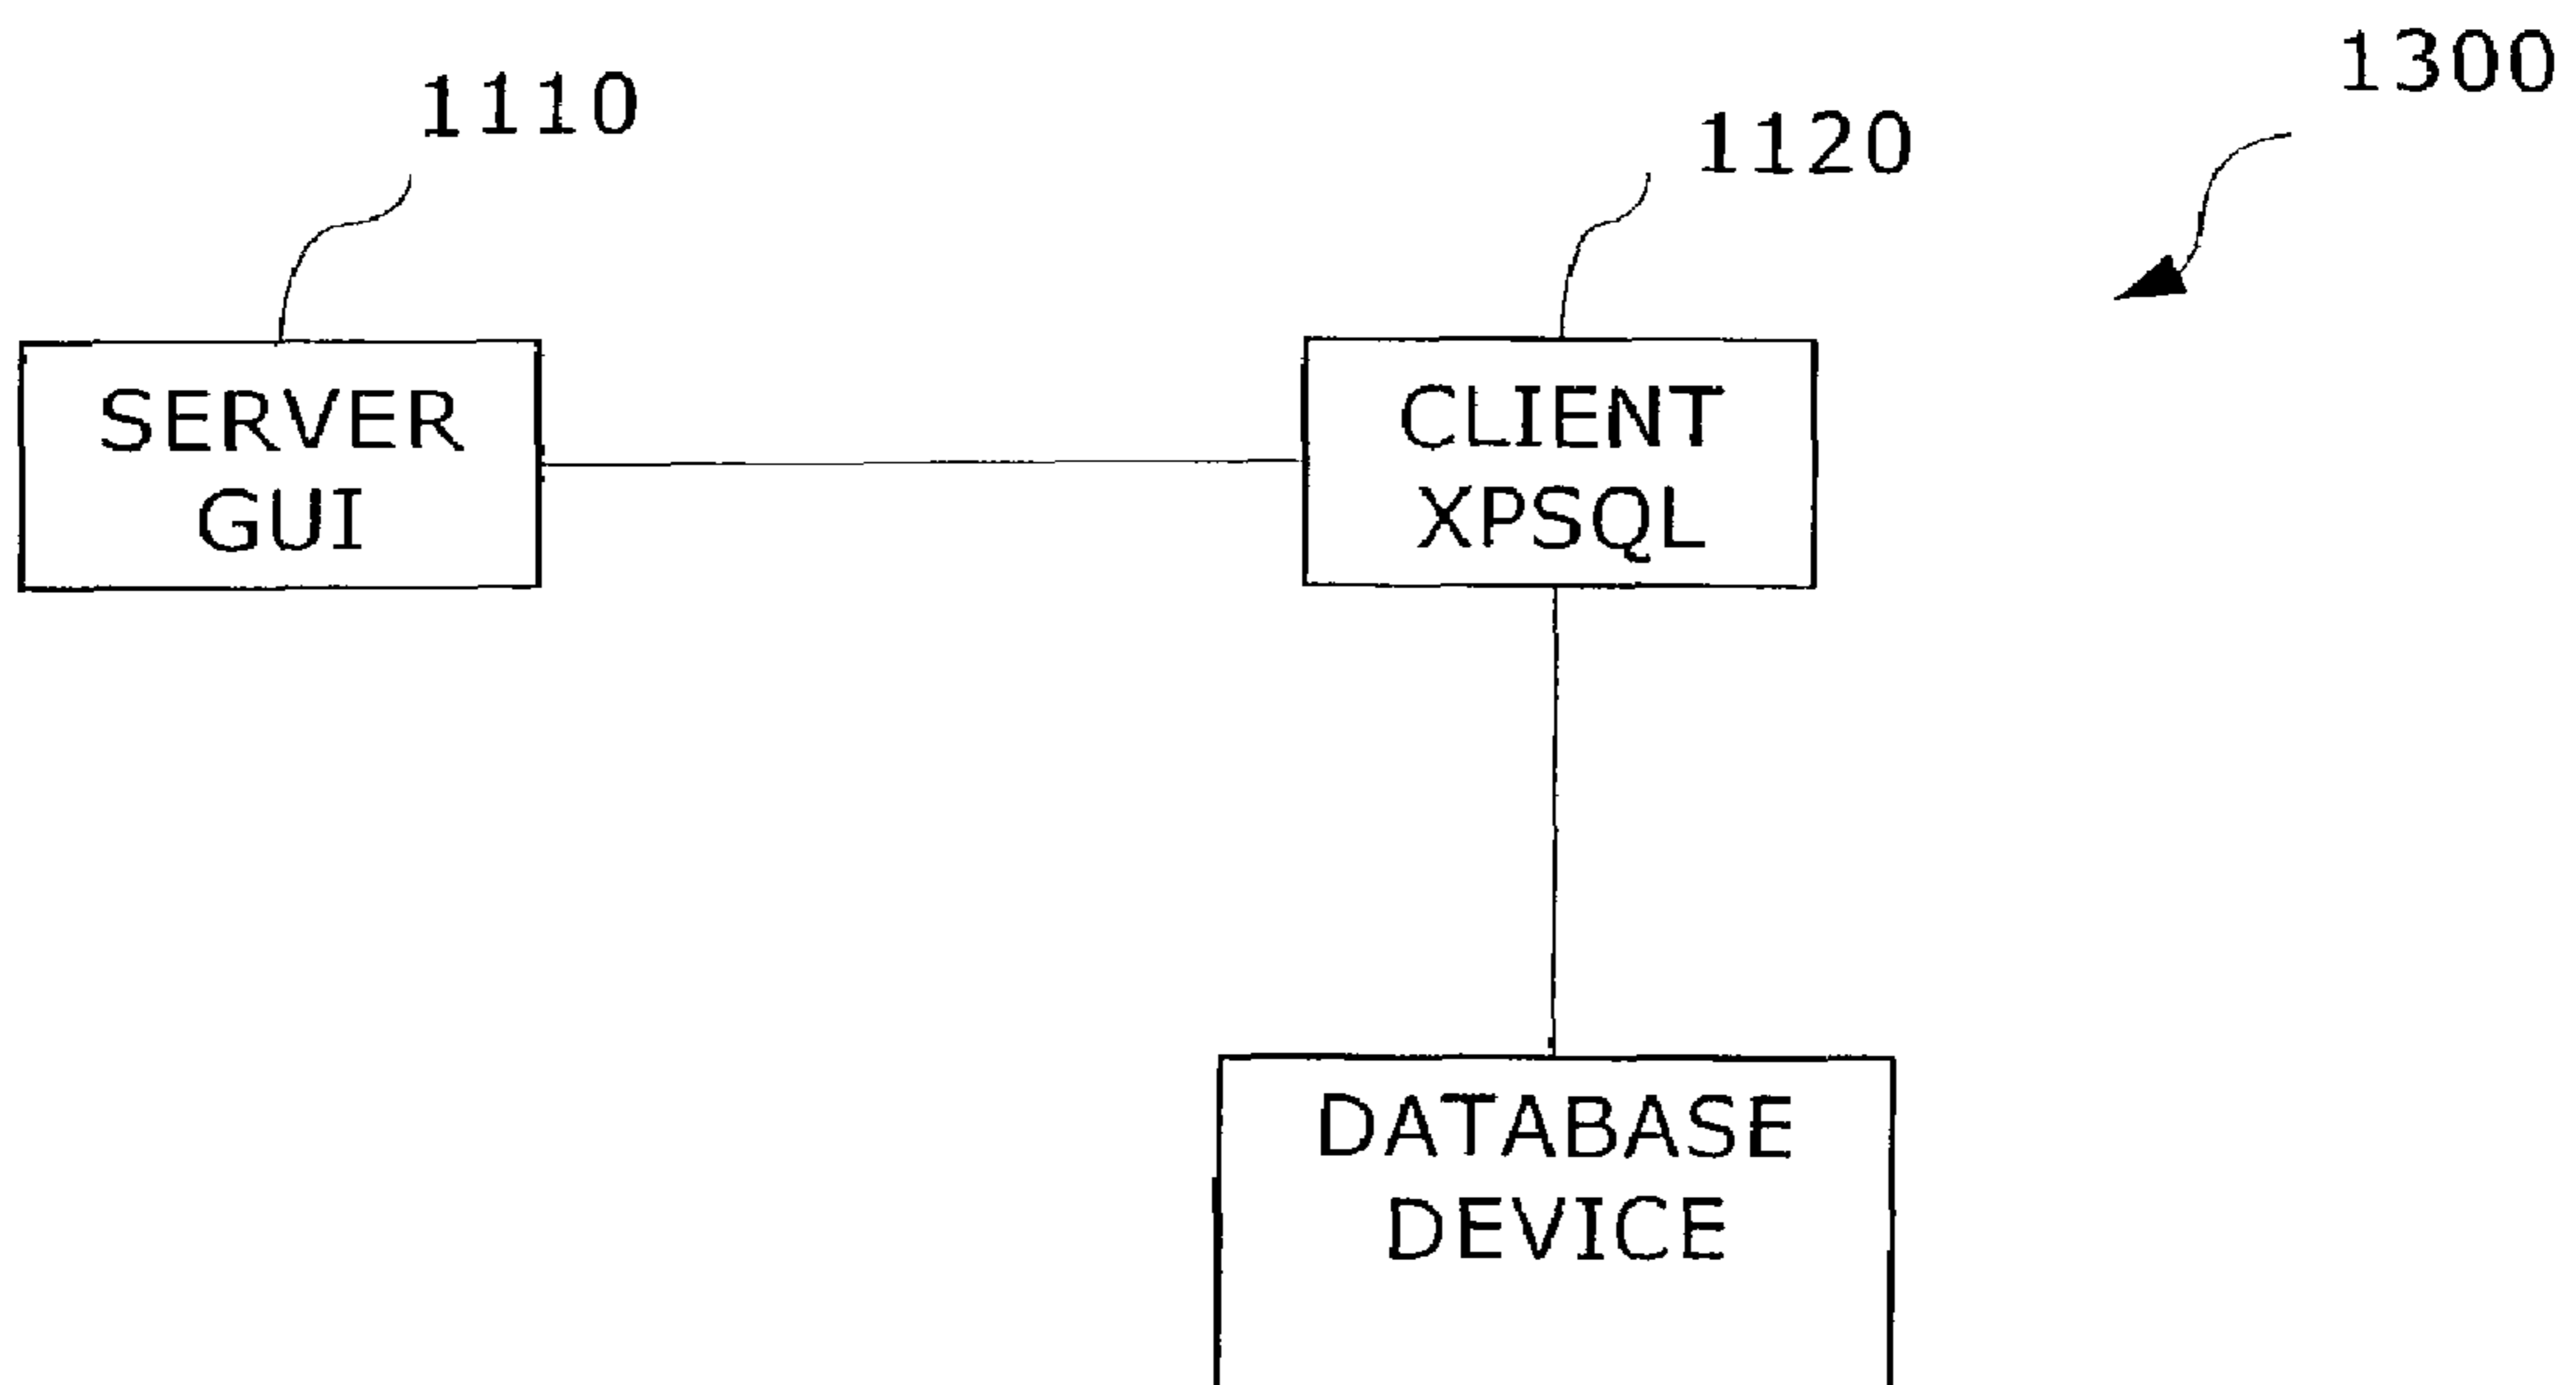 1300
1110
1120
SERVER
GUI
CLIENT
XPSQL
DATABASE
DEVICE